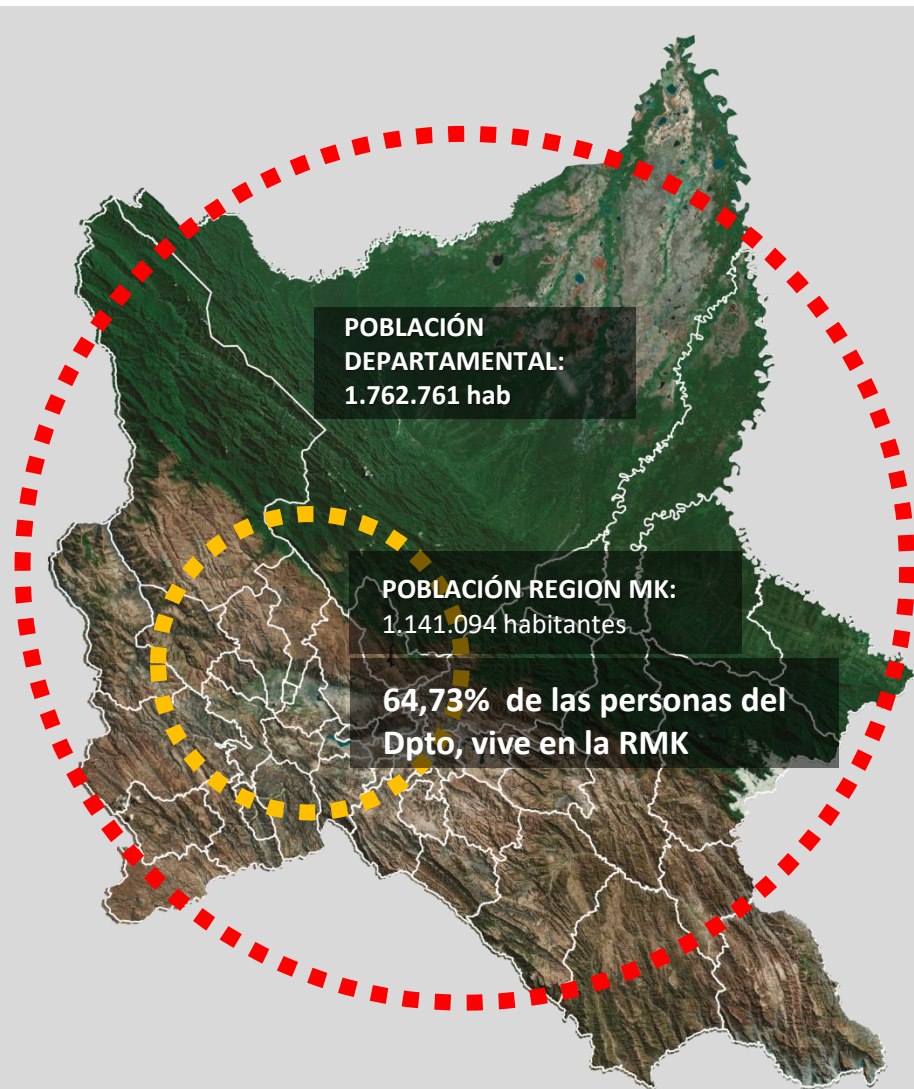 POBLACIÓN
DEPARTAMENTAL:
1.762.761 hab
POBLACIÓN REGION MK:
1.141.094 habitantes
64,73% de las personas del
Dpto, vive en la RMK